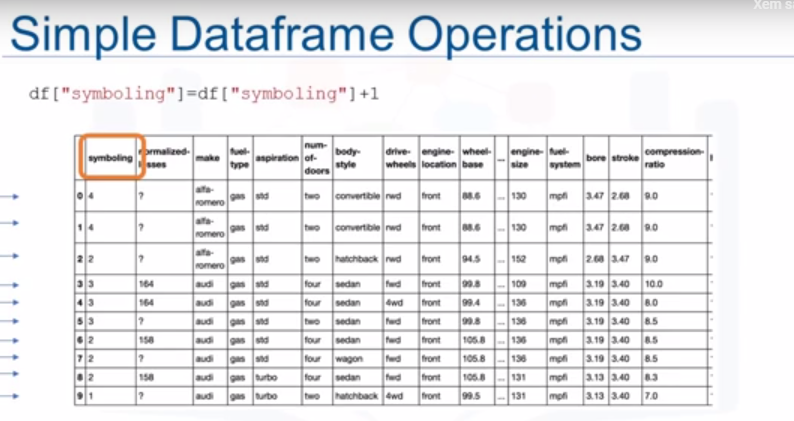 Xem sa
Simple Dataframe Operations
df["symboling"]=df["symboling"]+1
symboling normalized-losses make fuel-type aspiration num-of-doors body-style drive-wheels engine-location wheel-base ... engine-size fuel-system bore stroke compression-ratio
0 4 ? alfa-romero gas std two convertible rwd front 88.6 ... 130 mpfi 3.47 2.68 9.0
1 4 ? alfa-romero gas std two convertible rwd front 88.6 ... 130 mpfi 3.47 2.68 9.0
2 2 ? alfa-romero gas std two hatchback rwd front 94.5 ... 152 mpfi 2.68 3.47 9.0
3 3 164 audi gas std four sedan fwd front 99.8 ... 109 mpfi 3.19 3.40 10.0
4 3 164 audi gas std four sedan 4wd front 99.4 ... 136 mpfi 3.19 3.40 8.0
5 3 ? audi gas std two sedan fwd front 99.8 ... 136 mpfi 3.19 3.40 8.5
6 2 158 audi gas std four sedan fwd front 105.8 ... 136 mpfi 3.19 3.40 8.5
7 2 ? audi gas std four wagon fwd front 105.8 ... 136 mpfi 3.19 3.40 8.5
8 2 158 audi gas turbo four sedan fwd front 105.8 ... 131 mpfi 3.13 3.40 8.3
9 1 ? audi gas turbo two hatchback 4wd front 99.5 ... 131 mpfi 3.13 3.40 7.0